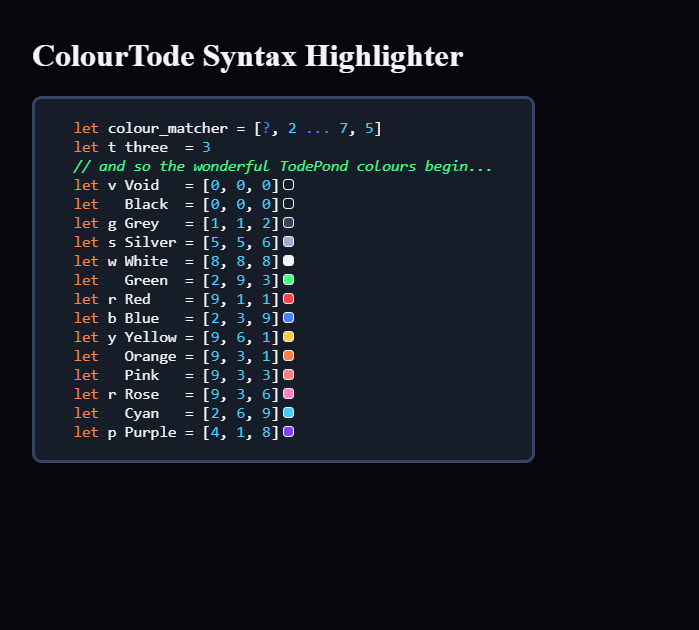 ColourTode Syntax Highlighter
let colour_matcher = [?, 2 ... 7, 5]
let t three  = 3
// and so the wonderful TodePond colours begin...
let v Void   = [0, 0, 0]
let   Black  = [0, 0, 0]
let g Grey   = [1, 1, 2]
let s Silver = [5, 5, 6]
let w White  = [8, 8, 8]
let   Green  = [2, 9, 3]
let r Red    = [9, 1, 1]
let b Blue   = [2, 3, 9]
let y Yellow = [9, 6, 1]
let   Orange = [9, 3, 1]
let   Pink   = [9, 3, 3]
let r Rose   = [9, 3, 6]
let   Cyan   = [2, 6, 9]
let p Purple = [4, 1, 8]